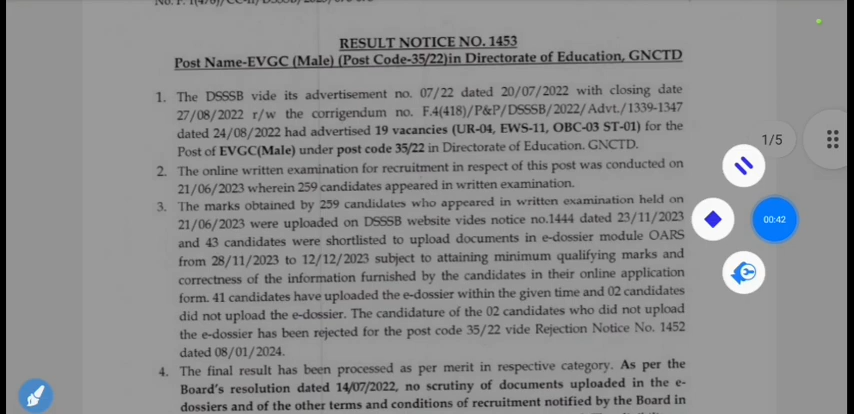 RESULT NOTICE NO. 1453
Post Name-EVGC (Male) (Post Code-35/22)in Directorate of Education, GNCTD
1. The DSSSB vide its advertisement no. 07/22 dated 20/07/2022 with closing date
27/08/2022 r/w the corrigendum no. F.4(418)/P&P/DSSSB/2022/Advt./1339-1347
dated 24/08/2022 had advertised 19 vacancies (UR-04, EWS-11, OBC-03 ST-01) for the
Post of EVGC(Male) under post code 35/22 in Directorate of Education. GNCTD.
2. The online written examination for recruitment in respect of this post was conducted on
21/06/2023 wherein 259 candidates appeared in written examination.
3. The marks obtained by 259 candidates who appeared in written examination held on
21/06/2023 were uploaded on DSSSB website vides notice no.1444 dated 23/11/2023
and 43 candidates were shortlisted to upload documents in e-dossier module OARS
from 28/11/2023 to 12/12/2023 subject to attaining minimum qualifying marks and
correctness of the information furnished by the candidates in their online application
form. 41 candidates have uploaded the e-dossier within the given time and 02 candidates
did not upload the e-dossier. The candidature of the 02 candidates who did not upload
the e-dossier has been rejected for the post code 35/22 vide Rejection Notice No. 1452
dated 08/01/2024.
4. The final result has been processed as per merit in respective category. As per the
Board's resolution dated 14/07/2022, no scrutiny of documents uploaded in the e-
dossiers and of the other terms and conditions of recruitment notified by the Board in
1/5
00:42